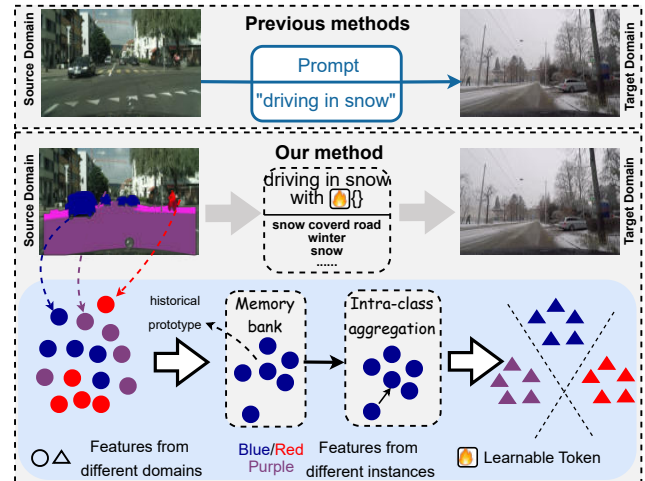 Previous methods
Source Domain
Prompt
"driving in snow"
Target Domain
Our method
Source Domain
driving in snow
with {}
snow coverd road
winter
snow
......
Target Domain
historical
prototype
Memory
bank
Intra-class
aggregation
Features from
different domains
Blue/Red
Purple
Features from
different instances
Learnable Token